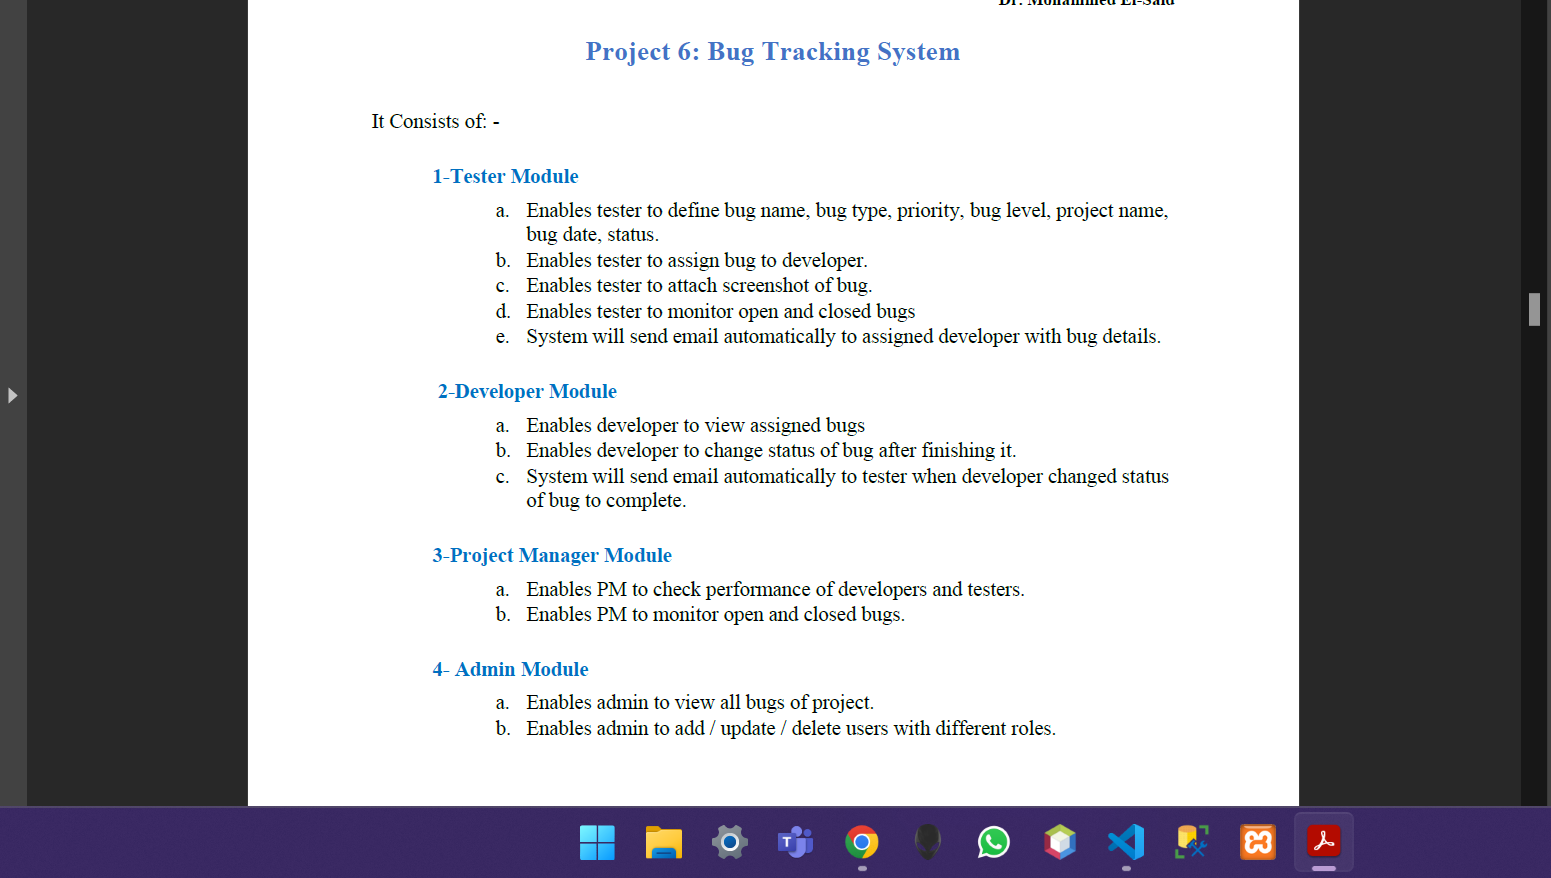 Dr. Mohammed El-Said
Project 6: Bug Tracking System
It Consists of: -
1-Tester Module
a. Enables tester to define bug name, bug type, priority, bug level, project name,
bug date, status.
b. Enables tester to assign bug to developer.
c. Enables tester to attach screenshot of bug.
d. Enables tester to monitor open and closed bugs
e. System will send email automatically to assigned developer with bug details.
2-Developer Module
a. Enables developer to view assigned bugs
b. Enables developer to change status of bug after finishing it.
c. System will send email automatically to tester when developer changed status
of bug to complete.
3-Project Manager Module
a. Enables PM to check performance of developers and testers.
b. Enables PM to monitor open and closed bugs.
4- Admin Module
a. Enables admin to view all bugs of project.
b. Enables admin to add / update / delete users with different roles.
T